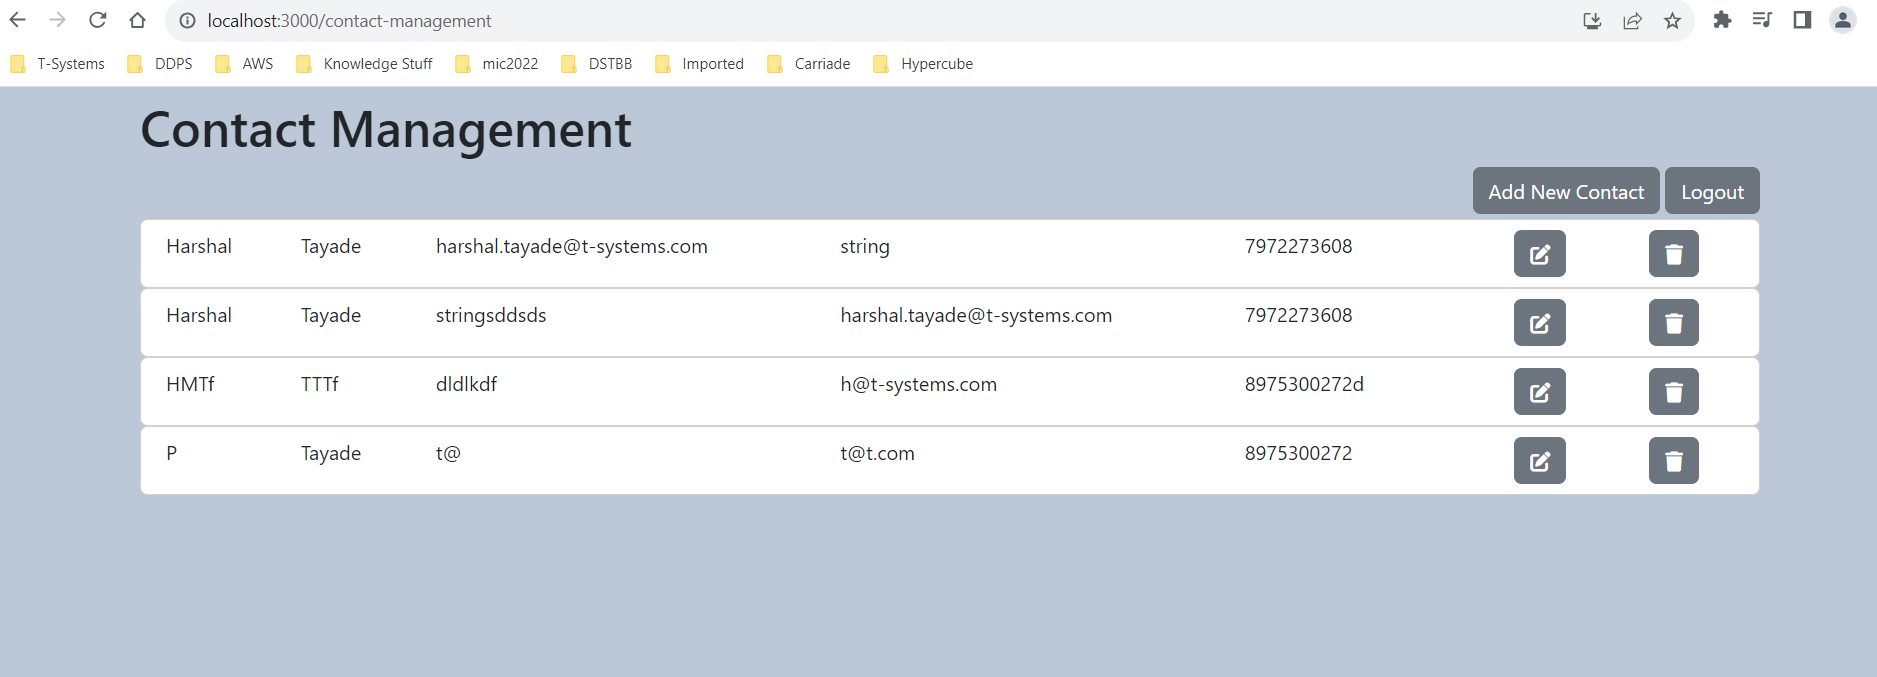 localhost:3000/contact-management
T-Systems DDPS AWS Knowledge Stuff mic2022 DSTBB Imported Carriade Hypercube
Contact Management
Add New Contact Logout
Harshal Tayade harshal.tayade@t-systems.com string 7972273608
Harshal Tayade stringsddsds harshal.tayade@t-systems.com 7972273608
HMTf TTTf dldlkdf h@t-systems.com 8975300272d
P Tayade t@ t@t.com 8975300272